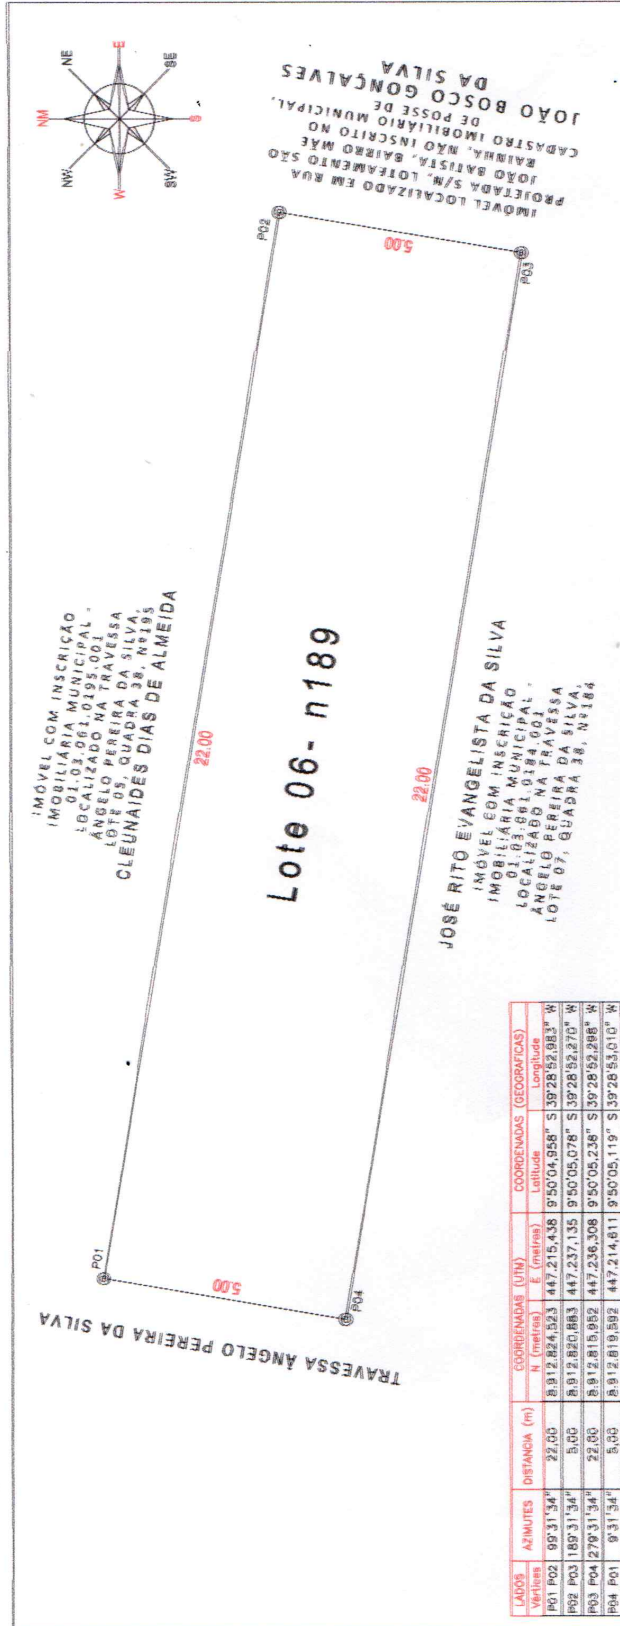 NM
NE
E
SE
S
SW
W
NW
IMÓVEL COM INSCRIÇÃO
IMOBILIÁRIA MUNICIPAL -
01.03.061.0195.001
LOCALIZADO NA TRAVESSA
ÂNGELO PEREIRA DA SILVA,
LOTE 05, QUADRA 38, Nº195
CLEUNAIDES DIAS DE ALMEIDA
IMÓVEL LOCALIZADO EM RUA
PROJETADA S/N, LOTEAMENTO SÃO
JOÃO BATISTA, BAIRRO MÃE
RAINHA, NÃO INSCRITO NO
CADASTRO IMOBILIÁRIO MUNICIPAL,
DE POSSE DE
JOÃO BOSCO GONÇALVES
DA SILVA
P01
22.00
P02
5.00
Lote 06- n189
5.00
P04
22.00
P03
TRAVESSA ÂNGELO PEREIRA DA SILVA
JOSÉ RITO EVANGELISTA DA SILVA
IMÓVEL COM INSCRIÇÃO
IMOBILIÁRIA MUNICIPAL -
01.03.061.0184.001
LOCALIZADO NA TRAVESSA
ÂNGELO PEREIRA DA SILVA,
LOTE 07, QUADRA 38, Nº184
LADOS AZIMUTES DISTANCIA (m) COORDENADAS (UTM) COORDENADAS (GEOGRAFICAS)
Vértices N (metros) E (metros) Latitude Longitude
P01 P02 99°31'34" 22,00 8.912.824,523 447.215,438 9°50'04,958" S 39°28'52,983" W
P02 P03 189°31'34" 5,00 8.912.820,883 447.237,135 9°50'05,078" S 39°28'52,270" W
P03 P04 279°31'34" 22,00 8.912.815,952 447.236,308 9°50'05,238" S 39°28'52,298" W
P04 P01 9°31'34" 5,00 8.912.819,592 447.214,611 9°50'05,119" S 39°28'53,010" W